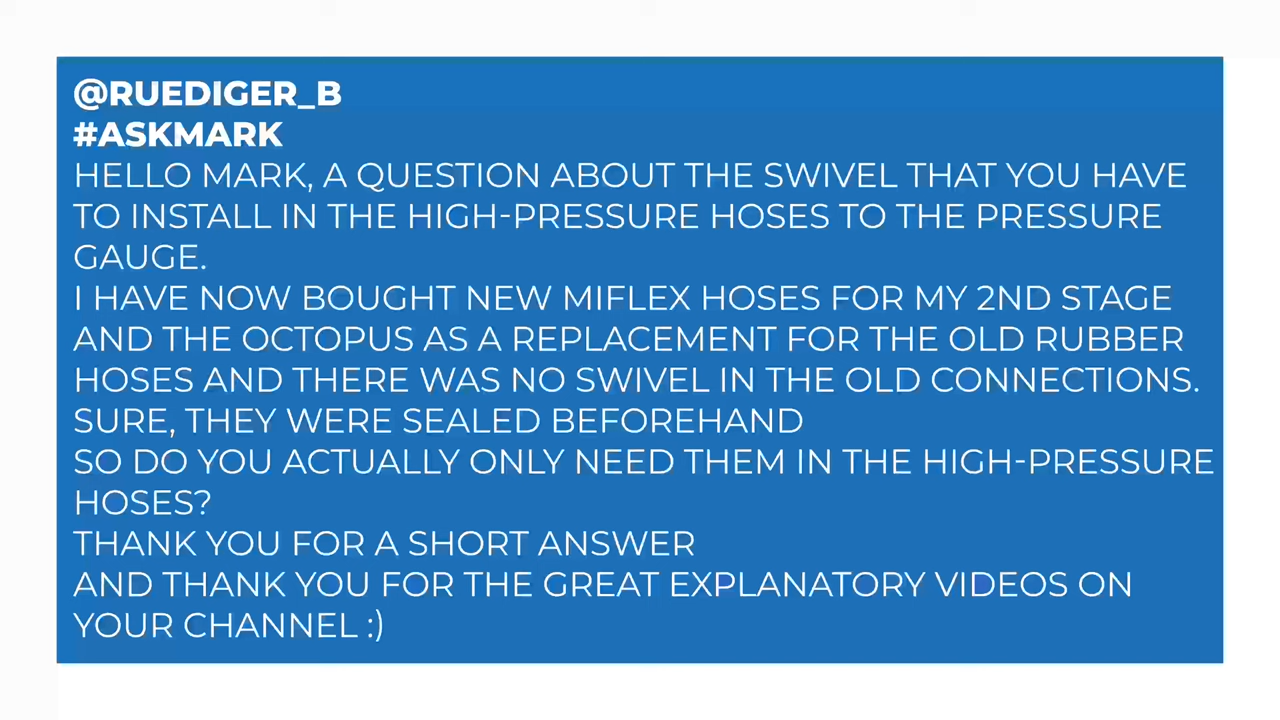 @RUEDIGER_B
#ASKMARK
HELLO MARK, A QUESTION ABOUT THE SWIVEL THAT YOU HAVE
TO INSTALL IN THE HIGH-PRESSURE HOSES TO THE PRESSURE
GAUGE.
I HAVE NOW BOUGHT NEW MIFLEX HOSES FOR MY 2ND STAGE
AND THE OCTOPUS AS A REPLACEMENT FOR THE OLD RUBBER
HOSES AND THERE WAS NO SWIVEL IN THE OLD CONNECTIONS.
SURE, THEY WERE SEALED BEFOREHAND
SO DO YOU ACTUALLY ONLY NEED THEM IN THE HIGH-PRESSURE
HOSES?
THANK YOU FOR A SHORT ANSWER
AND THANK YOU FOR THE GREAT EXPLANATORY VIDEOS ON
YOUR CHANNEL :)